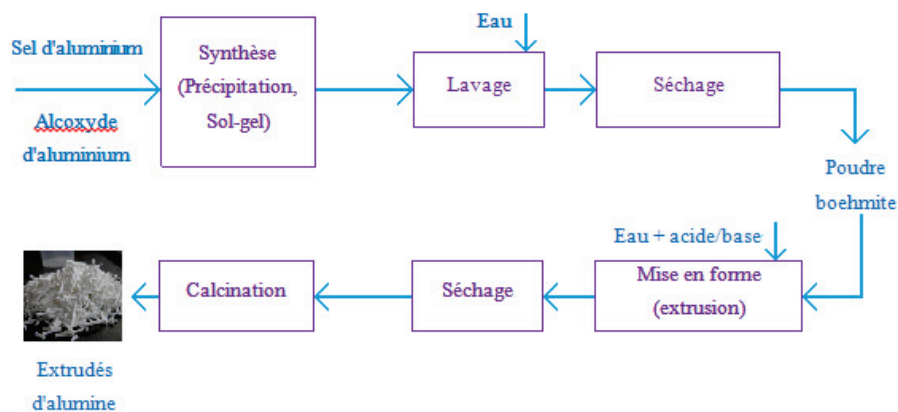 Sel d'aluminium
Alcoxyde
d'aluminium
Synthèse
(Précipitation,
Sol-gel)
Eau
Lavage
Séchage
Poudre
boehmite
Eau + acide/base
Mise en forme
(extrusion)
Séchage
Calcination
Extrudés
d'alumine